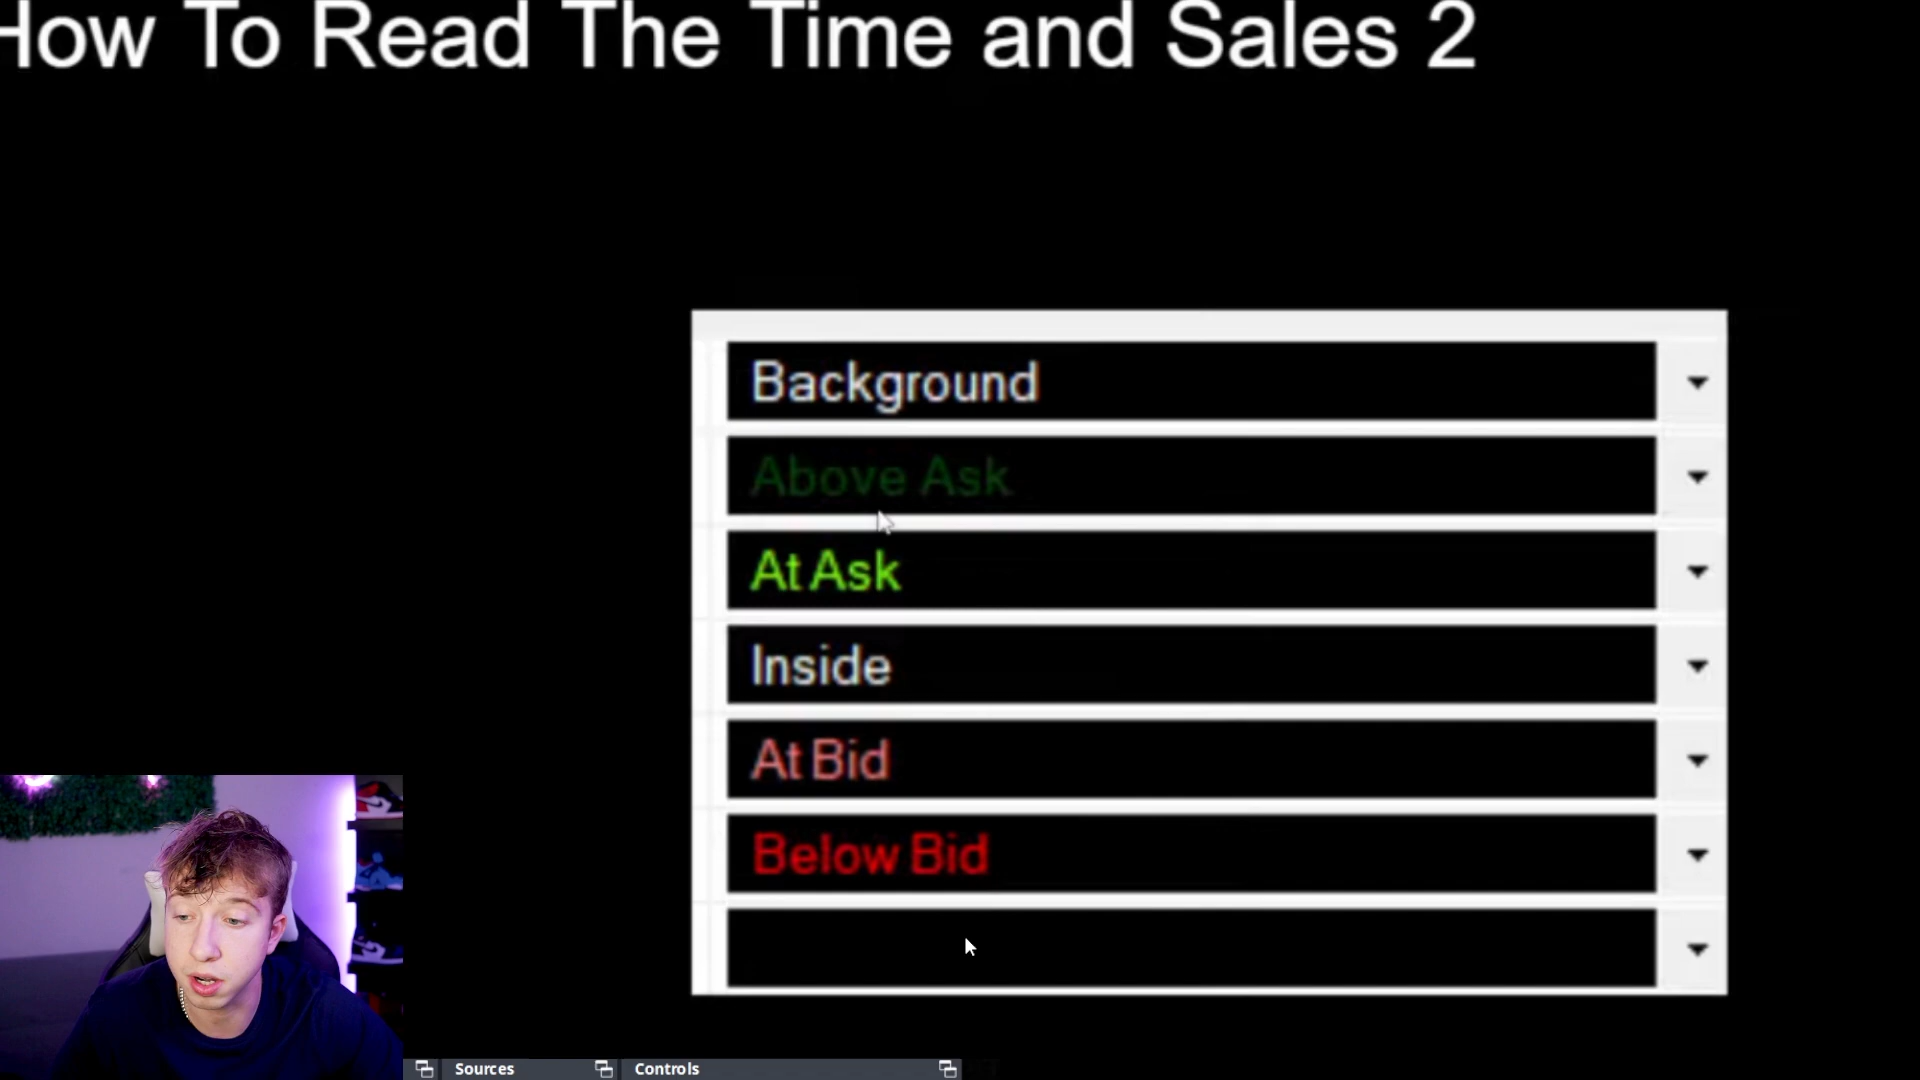 How To Read The Time and Sales 2
Background
Above Ask
At Ask
Inside
At Bid
Below Bid
Sources
Controls